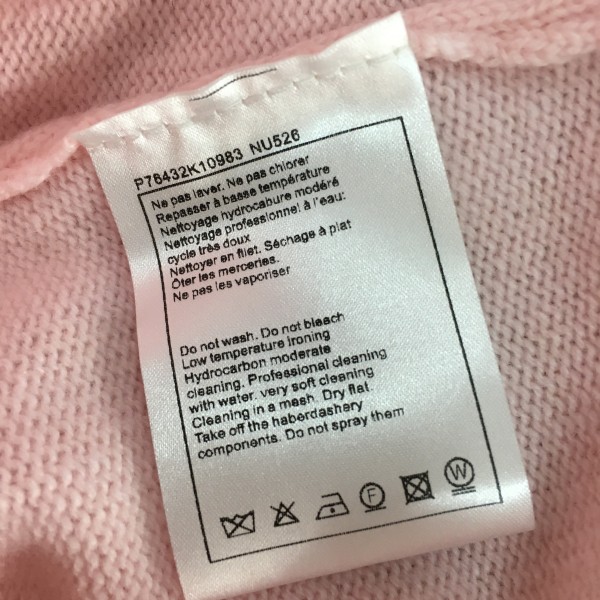 P76432K10983 NU526
Ne pas laver. Ne pas chlorer
Repasser à basse température
Nettoyage hydrocabure modéré
Nettoyage professionnel à l'eau:
cycle très doux
Nettoyer en filet. Séchage à plat
Ôter les merceries.
Ne pas les vaporiser
Do not wash. Do not bleach
Low temperature ironing
Hydrocarbon moderate
cleaning. Professional cleaning
with water. very soft cleaning
Cleaning in a mesh. Dry flat.
Take off the haberdashery
components. Do not spray them
F W